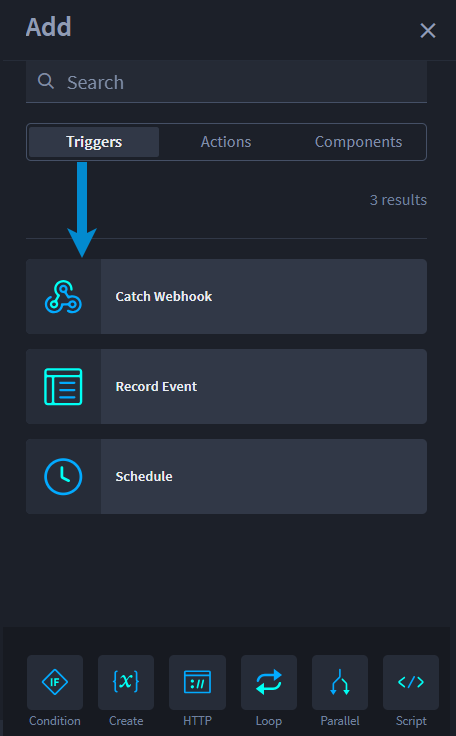 Add
Search
Triggers Actions Components
3 results
Catch Webhook
Record Event
Schedule
IF {x} :// </>
Condition Create HTTP Loop Parallel Script